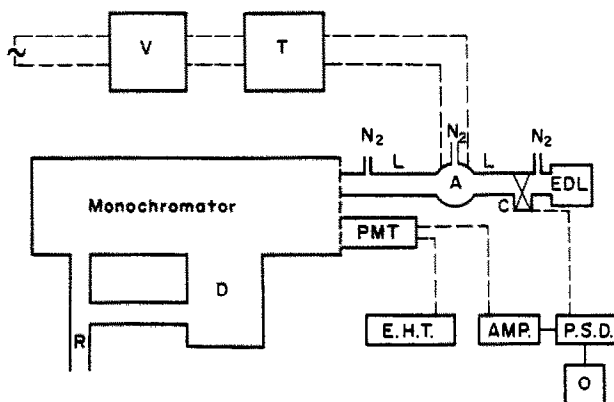 V
T
N2
L
N2
L
N2
A
EDL
C
Monochromator
PMT
D
R
E.H.T.
AMP.
P.S.D.
O